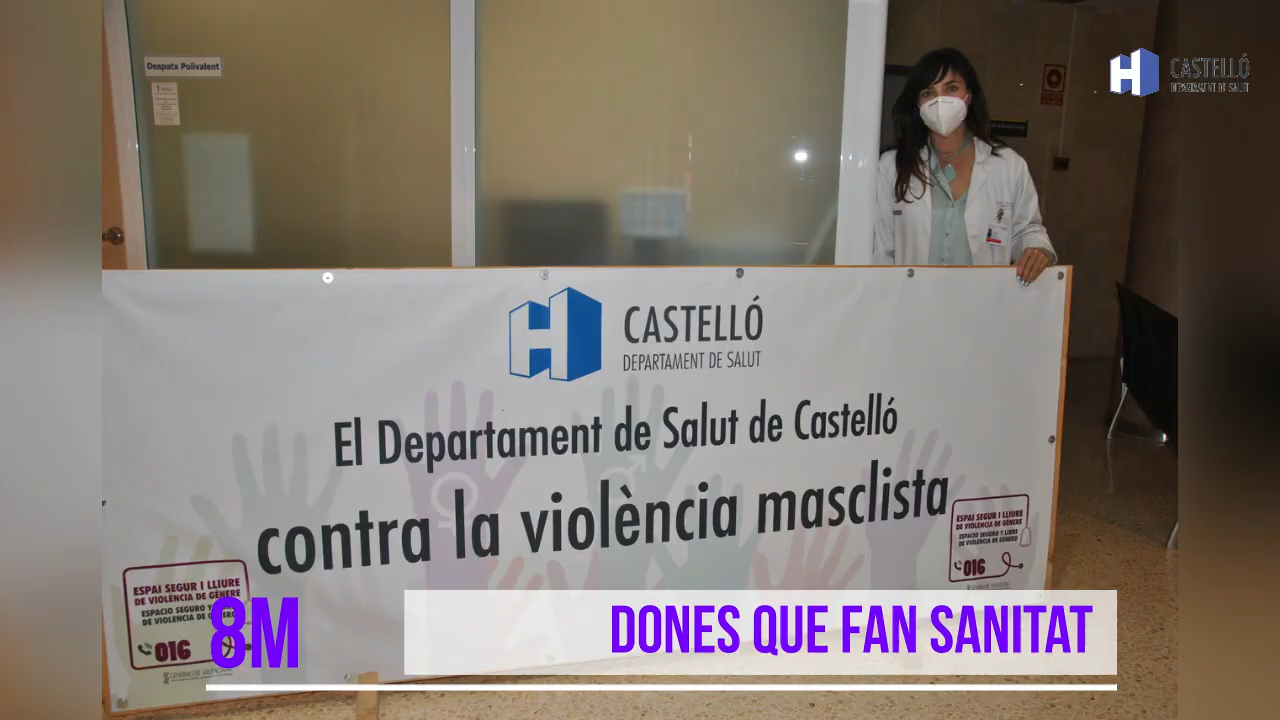 Despatx Polivalent
CASTELLÓ
DEPARTAMENT DE SALUT
CASTELLÓ
DEPARTAMENT DE SALUT
El Departament de Salut de Castelló
contra la violència masclista
ESPAI SEGUR I LLIURE
DE VIOLÈNCIA DE GÈNERE
ESPACIO SEGURO Y LIBRE
DE VIOLENCIA DE GÉNERO
016
ESPAI SEGUR I LLIURE
DE VIOLÈNCIA DE GÈNERE
016
GENERALITAT VALENCIANA
8M
DONES QUE FAN SANITAT